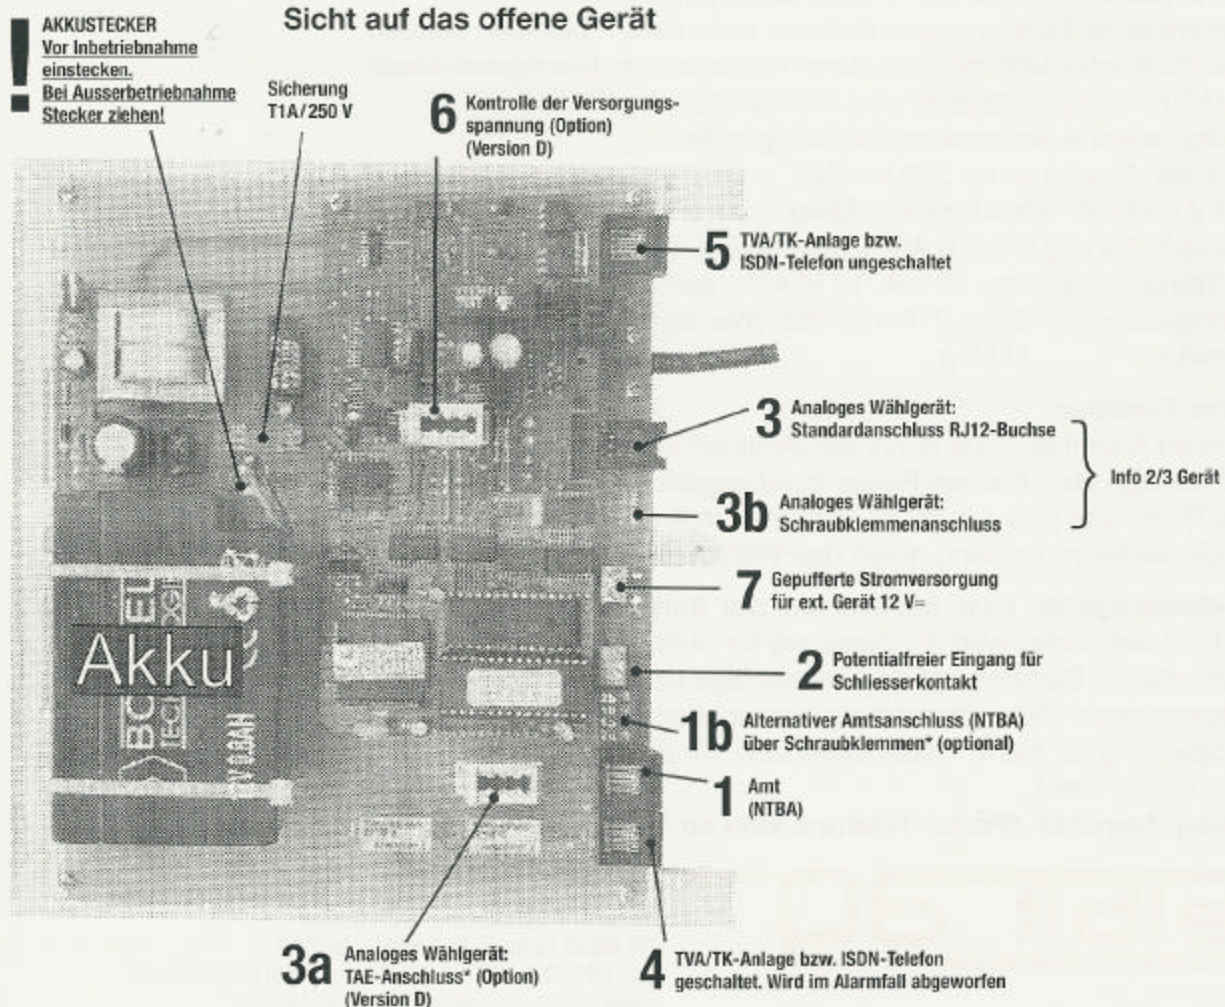 Sicht auf das offene Gerät
! AKKUSTECKER
Vor Inbetriebnahme
einstecken.
Bei Ausserbetriebnahme
Stecker ziehen!
Sicherung
T1A/250 V
6 Kontrolle der Versorgungs-
spannung (Option)
(Version D)
5 TVA/TK-Anlage bzw.
ISDN-Telefon ungeschaltet
3 Analoges Wählgerät:
Standardanschluss RJ12-Buchse
Info 2/3 Gerät
3b Analoges Wählgerät:
Schraubklemmenanschluss
7 Gepufferte Stromversorgung
für ext. Gerät 12 V=
Akku
2 Potentialfreier Eingang für
Schliesserkontakt
1b Alternativer Amtsanschluss (NTBA)
über Schraubklemmen* (optional)
1 Amt
(NTBA)
3a Analoges Wählgerät:
TAE-Anschluss* (Option)
(Version D)
4 TVA/TK-Anlage bzw. ISDN-Telefon
geschaltet. Wird im Alarmfall abgeworfen